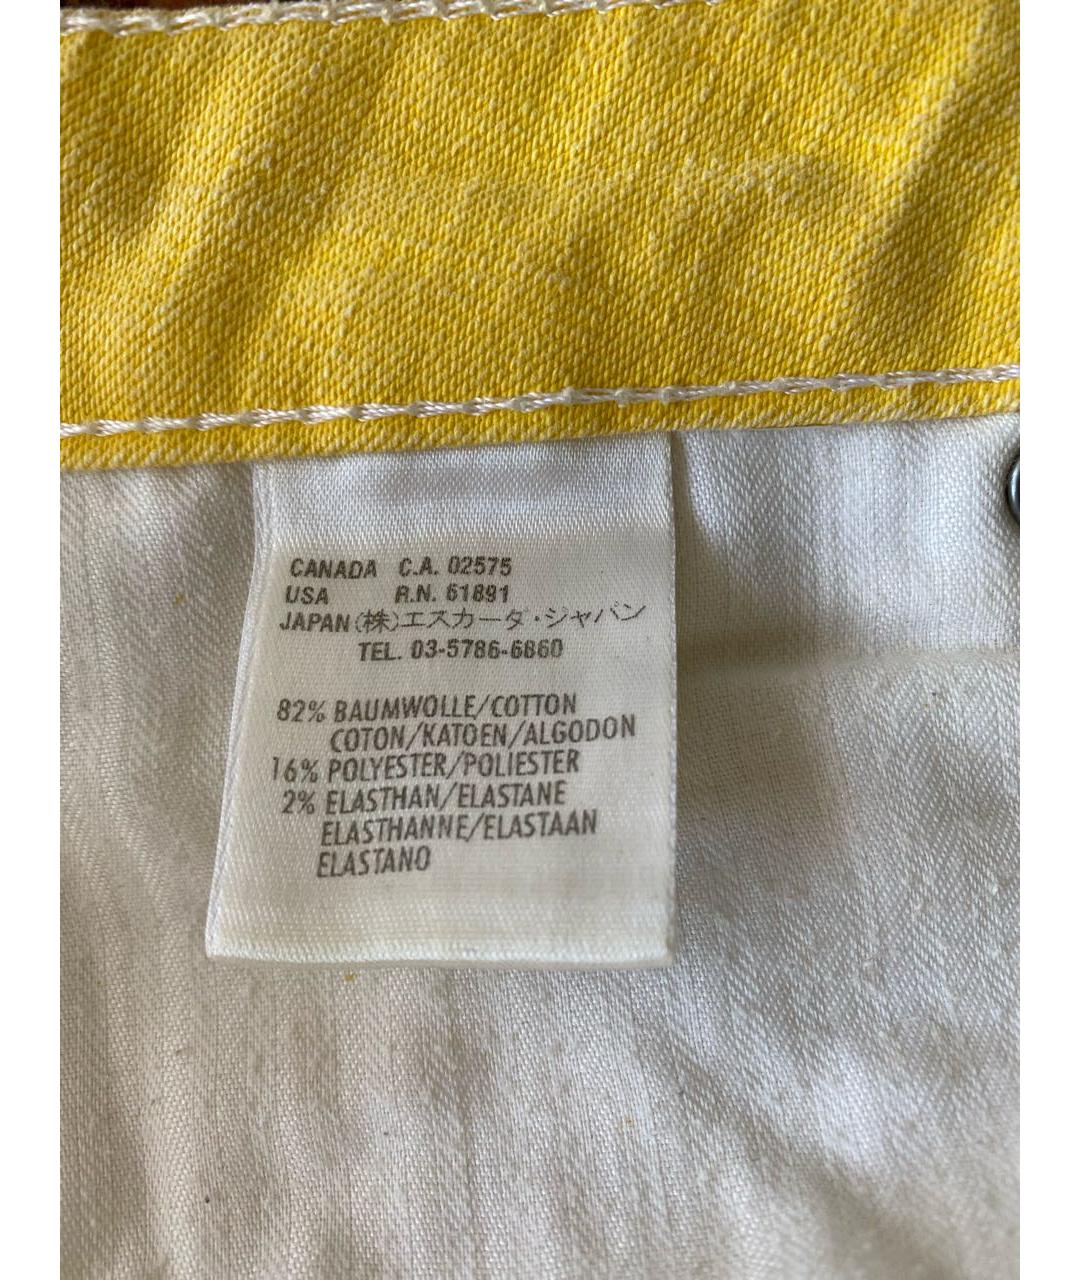 CANADA C.A. 02575
USA R.N. 61891
JAPAN (株)エスカーダ・ジャパン
TEL. 03-5786-6860
82% BAUMWOLLE/COTTON
COTON/KATOEN/ALGODON
16% POLYESTER/POLIESTER
2% ELASTHAN/ELASTANE
ELASTHANNE/ELASTAAN
ELASTANO